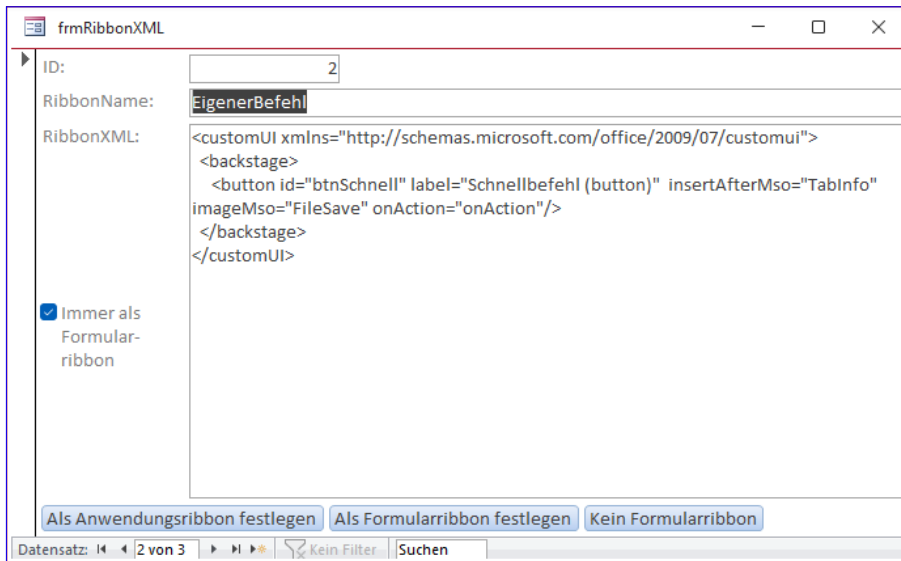 frmRibbonXML
ID: 2
RibbonName: EigenerBefehl
RibbonXML: <customUI xmlns="http://schemas.microsoft.com/office/2009/07/customui">
<backstage>
<button id="btnSchnell" label="Schnellbefehl (button)"  insertAfterMso="TabInfo"
imageMso="FileSave" onAction="onAction"/>
</backstage>
</customUI>
Immer als
Formular-
ribbon
Als Anwendungsribbon festlegen Als Formularribbon festlegen Kein Formularribbon
Datensatz: 2 von 3 Kein Filter Suchen